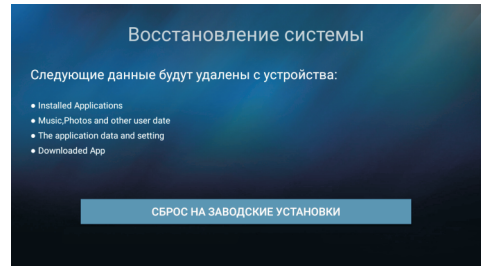 Восстановление системы
Следующие данные будут удалены с устройства:
● Installed Applications
● Music,Photos and other user date
● The application data and setting
● Downloaded App
СБРОС НА ЗАВОДСКИЕ УСТАНОВКИ